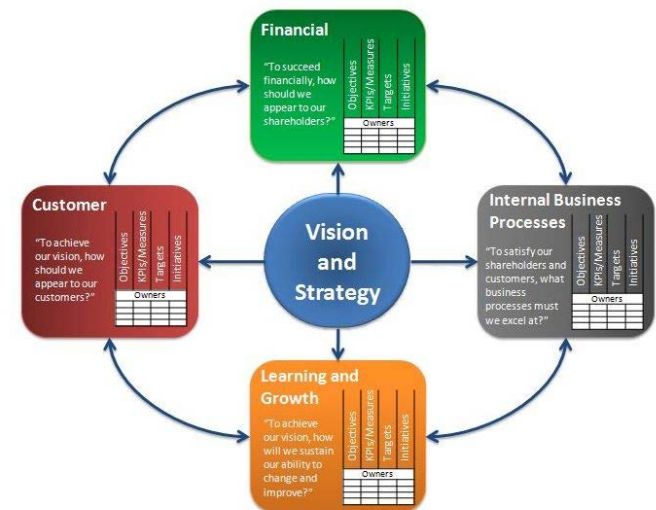 Financial
"To succeed
financially, how
should we
appear to our
shareholders?"
Objectives
KPIs/Measures
Targets
Initiatives
Owners
Customer
"To achieve
our vision, how
should we
appear to our
customers?"
Objectives
KPIs/Measures
Targets
Initiatives
Owners
Vision
and
Strategy
Internal Business
Processes
"To satisfy our
shareholders and
customers, what
business
processes must
we excel at?"
Objectives
KPIs/Measures
Targets
Initiatives
Owners
Learning and
Growth
"To achieve
our vision, how
will we sustain
our ability to
change and
improve?"
Objectives
KPIs/Measures
Targets
Initiatives
Owners